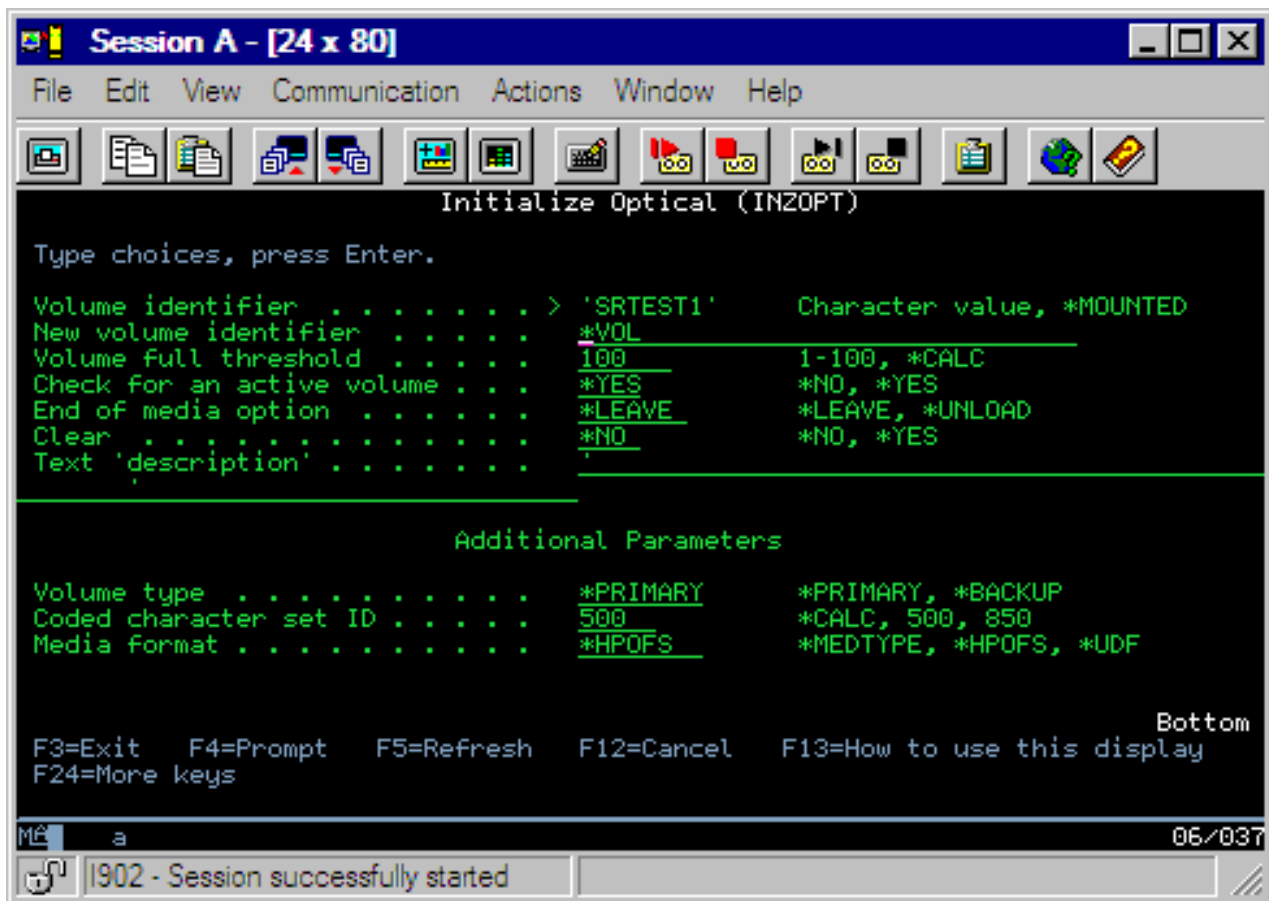 Session A - [24 x 80]
File Edit View Communication Actions Window Help
Initialize Optical (INZOPT)
Type choices, press Enter.
Volume identifier . . . . . . . > 'SRTEST1' Character value, *MOUNTED
New volume identifier . . . . . *VOL
Volume full threshold . . . . . 100 1-100, *CALC
Check for an active volume . . . *YES *NO, *YES
End of media option . . . . . . *LEAVE *LEAVE, *UNLOAD
Clear . . . . . . . . . . . . . *NO *NO, *YES
Text 'description' . . . . . . . '
'
Additional Parameters
Volume type . . . . . . . . . . *PRIMARY *PRIMARY, *BACKUP
Coded character set ID . . . . . 500 *CALC, 500, 850
Media format . . . . . . . . . . *HPOFS *MEDTYPE, *HPOFS, *UDF
Bottom
F3=Exit F4=Prompt F5=Refresh F12=Cancel F13=How to use this display
F24=More keys
a 06/037
I902 - Session successfully started